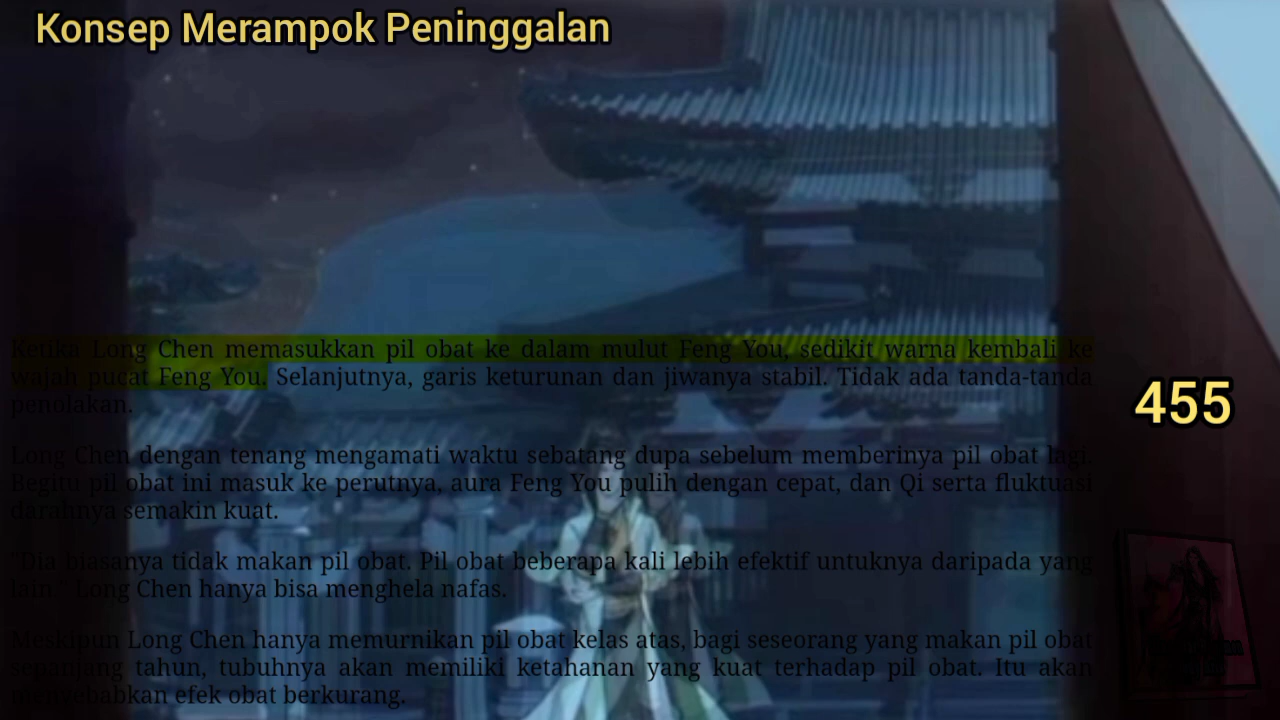 Konsep Merampok Peninggalan
Ketika Long Chen memasukkan pil obat ke dalam mulut Feng You, sedikit warna kembali ke
wajah pucat Feng You. Selanjutnya, garis keturunan dan jiwanya stabil. Tidak ada tanda-tanda
penolakan.
455
Long Chen dengan tenang mengamati waktu sebatang dupa sebelum memberinya pil obat lagi.
Begitu pil obat ini masuk ke perutnya, aura Feng You pulih dengan cepat, dan Qi serta fluktuasi
darahnya semakin kuat.
"Dia biasanya tidak makan pil obat. Pil obat beberapa kali lebih efektif untuknya daripada yang
lain." Long Chen hanya bisa menghela nafas.
Meskipun Long Chen hanya memurnikan pil obat kelas atas, bagi seseorang yang makan pil obat
sepanjang tahun, tubuhnya akan memiliki ketahanan yang kuat terhadap pil obat. Itu akan
menyebabkan efek obat berkurang.